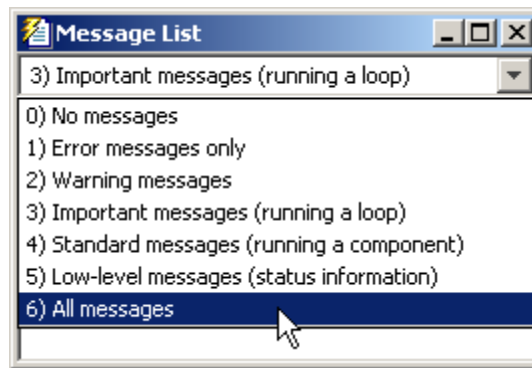 Message List
3) Important messages (running a loop)
0) No messages
1) Error messages only
2) Warning messages
3) Important messages (running a loop)
4) Standard messages (running a component)
5) Low-level messages (status information)
6) All messages